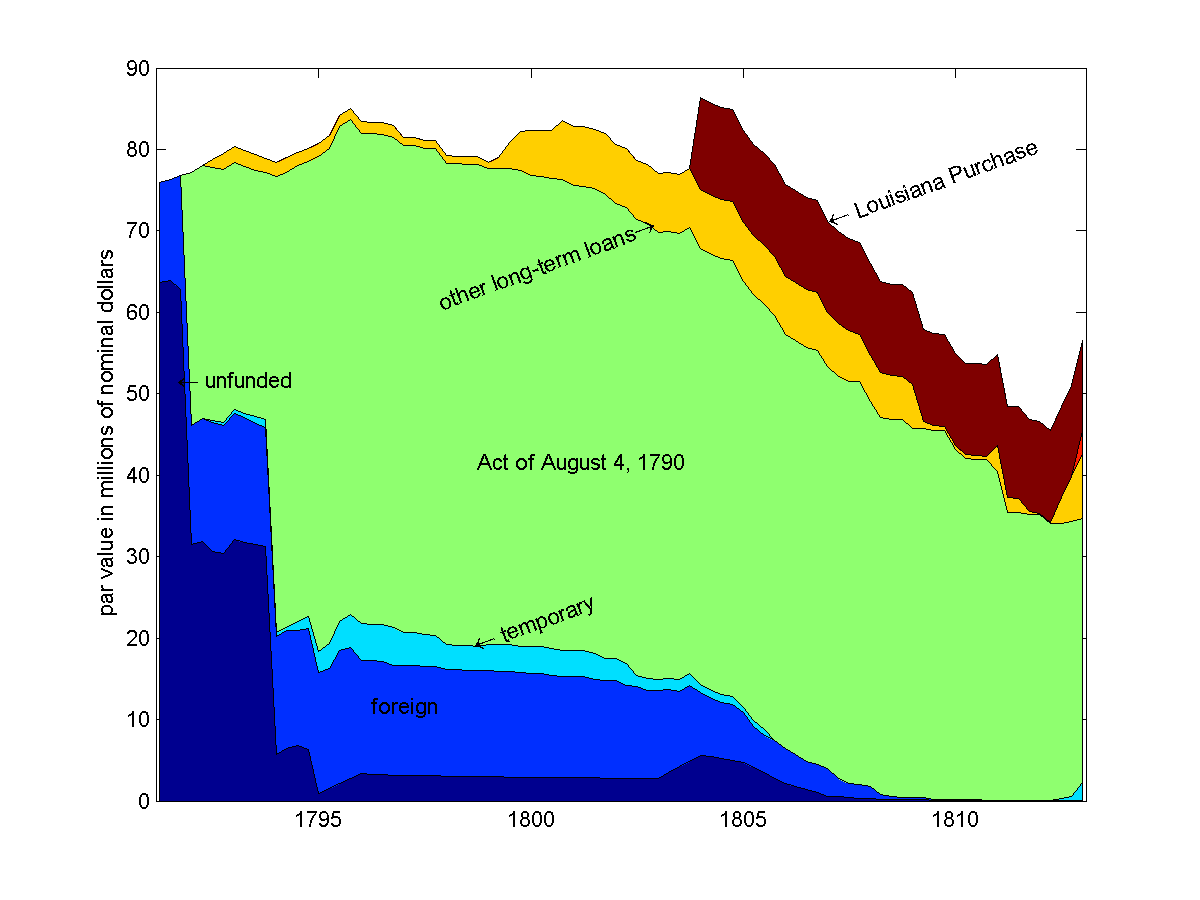 90
80
70
60
50
40
30
20
10
0
par value in millions of nominal dollars
Louisiana Purchase
other long-term loans
unfunded
Act of August 4, 1790
temporary
foreign
1795
1800
1805
1810